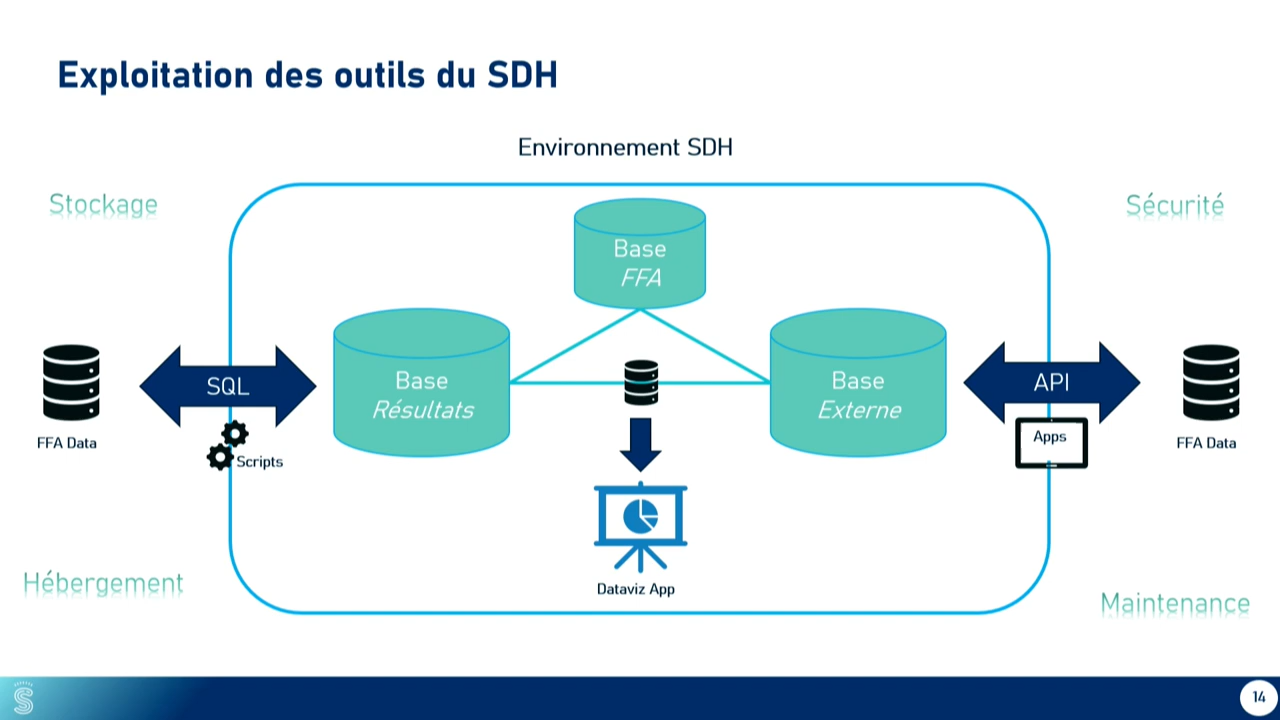 Exploitation des outils du SDH
Environnement SDH
Stockage
Sécurité
Base
FFA
SQL
Base
Résultats
Base
Externe
API
FFA Data
Scripts
Apps
FFA Data
Hébergement
Dataviz App
Maintenance
14